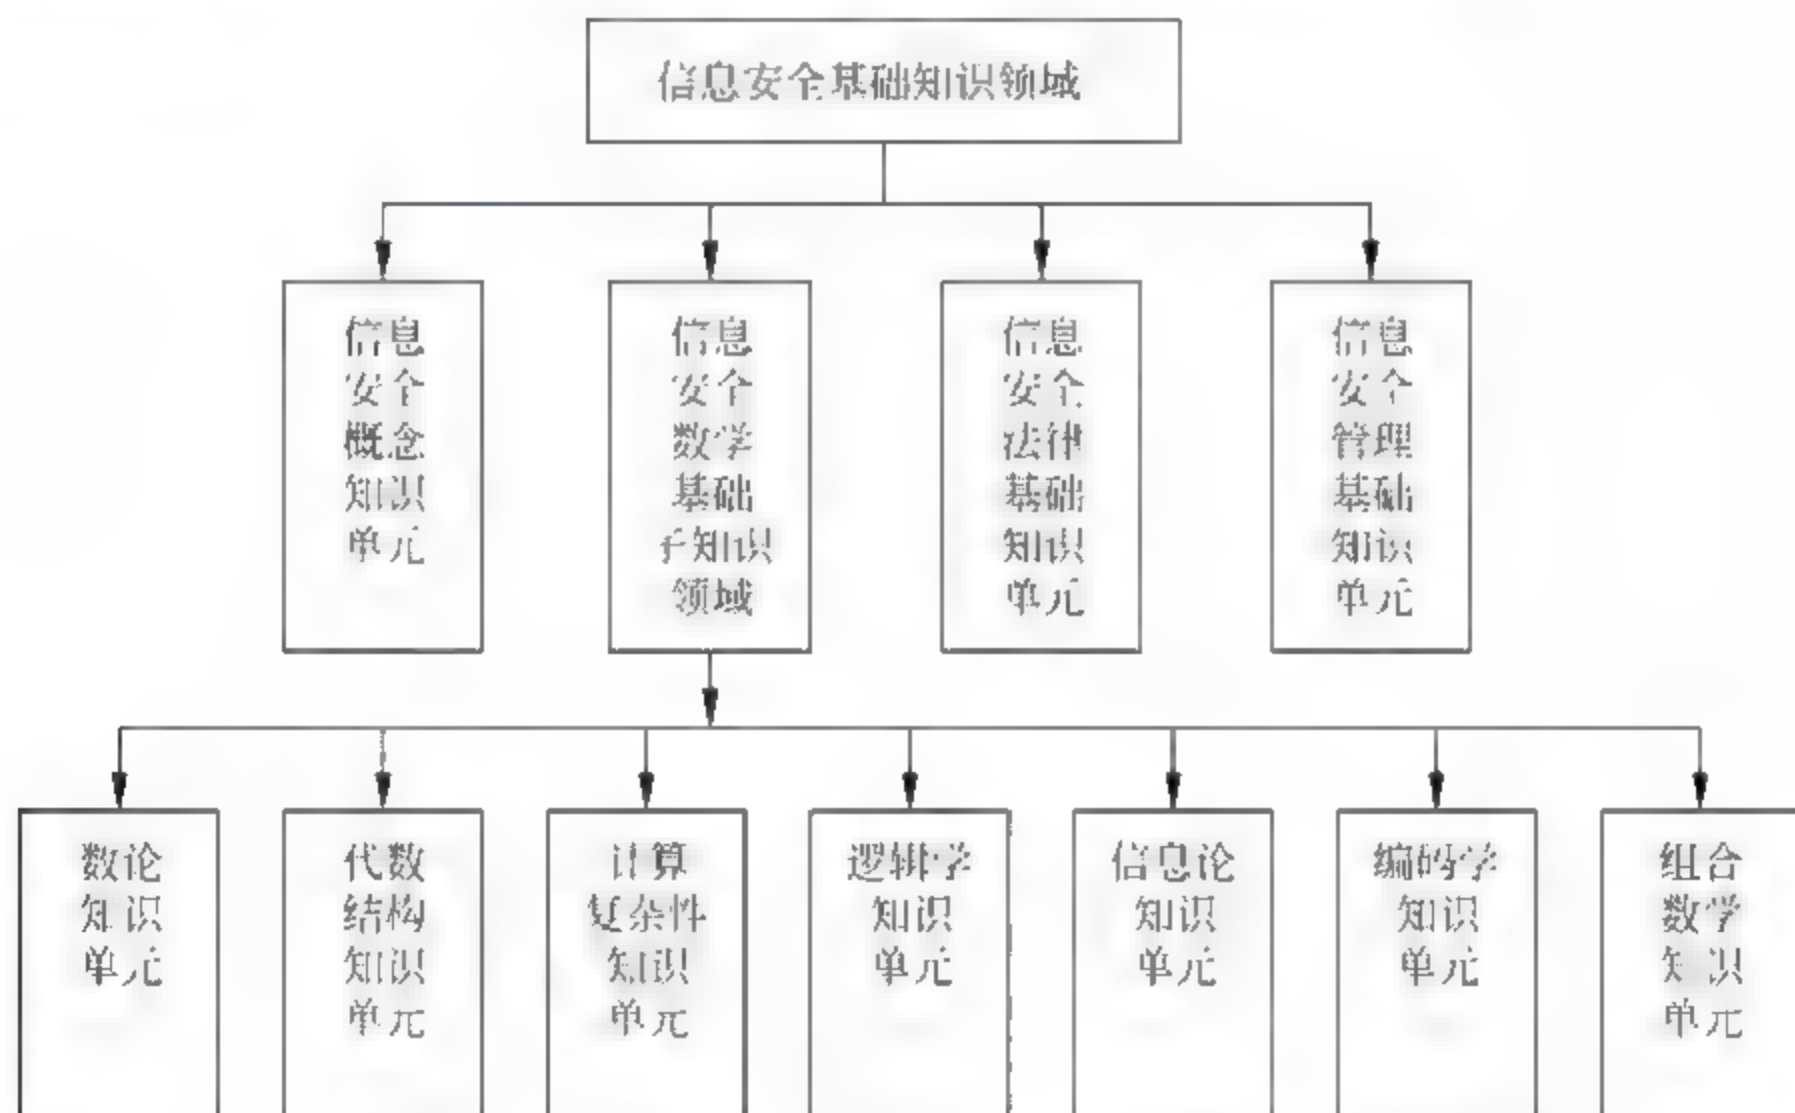 信息安全基础知识领域
信息
安全
概念
知识
单元
信息
安全
数学
基础
子知识
领域
信息
安全
法律
基础
知识
单元
信息
安全
管理
基础
知识
单元
数论
知识
单元
代数
结构
知识
单元
计算
复杂性
知识
单元
逻辑学
知识
单元
信息论
知识
单元
编码学
知识
单元
组合
数学
知识
单元